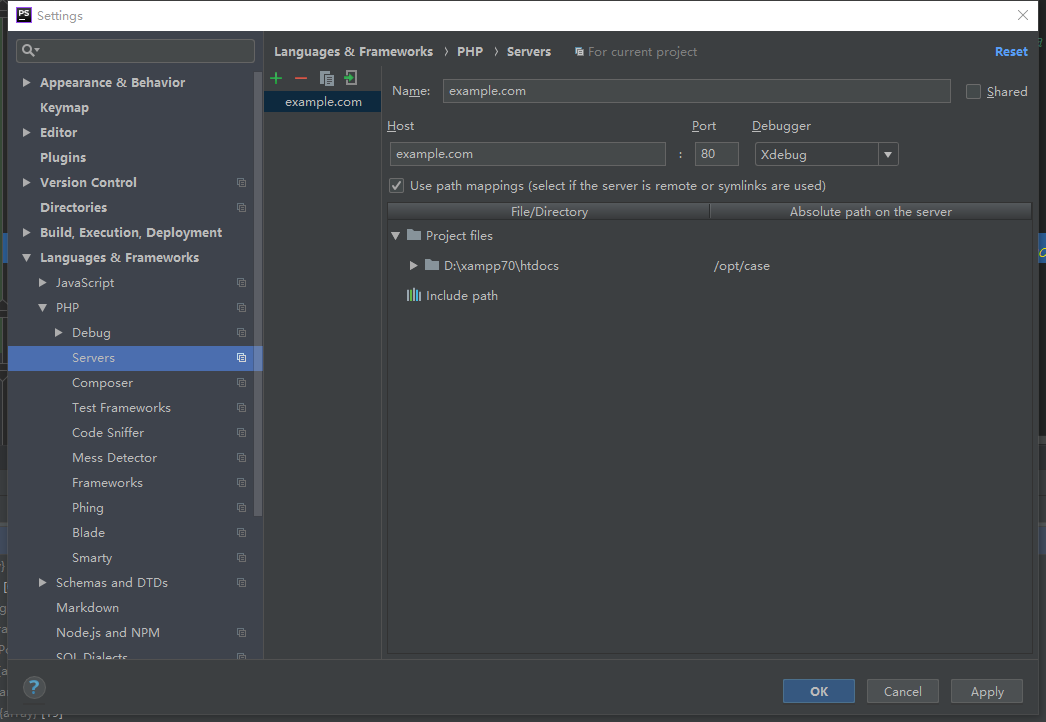 PS Settings
Languages & Frameworks › PHP › Servers For current project Reset
Appearance & Behavior
Keymap
Editor
Plugins
Version Control
Directories
Build, Execution, Deployment
Languages & Frameworks
JavaScript
PHP
Debug
Servers
Composer
Test Frameworks
Code Sniffer
Mess Detector
Frameworks
Phing
Blade
Smarty
Schemas and DTDs
Markdown
Node.js and NPM
SQL Dialects
example.com
Name: example.com Shared
Host Port Debugger
example.com : 80 Xdebug
Use path mappings (select if the server is remote or symlinks are used)
File/Directory Absolute path on the server
Project files
D:\xampp70\htdocs /opt/case
Include path
? OK Cancel Apply